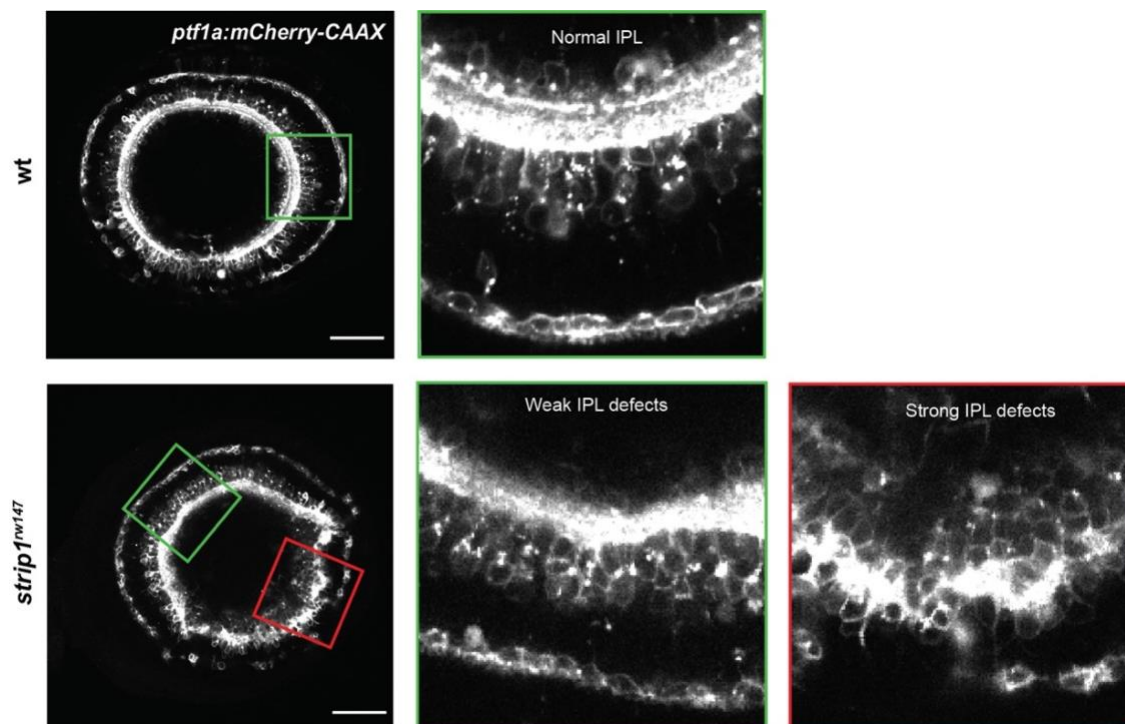 ptf1a:mCherry-CAAX
Normal IPL
wt
Weak IPL defects
Strong IPL defects
strip1rw147